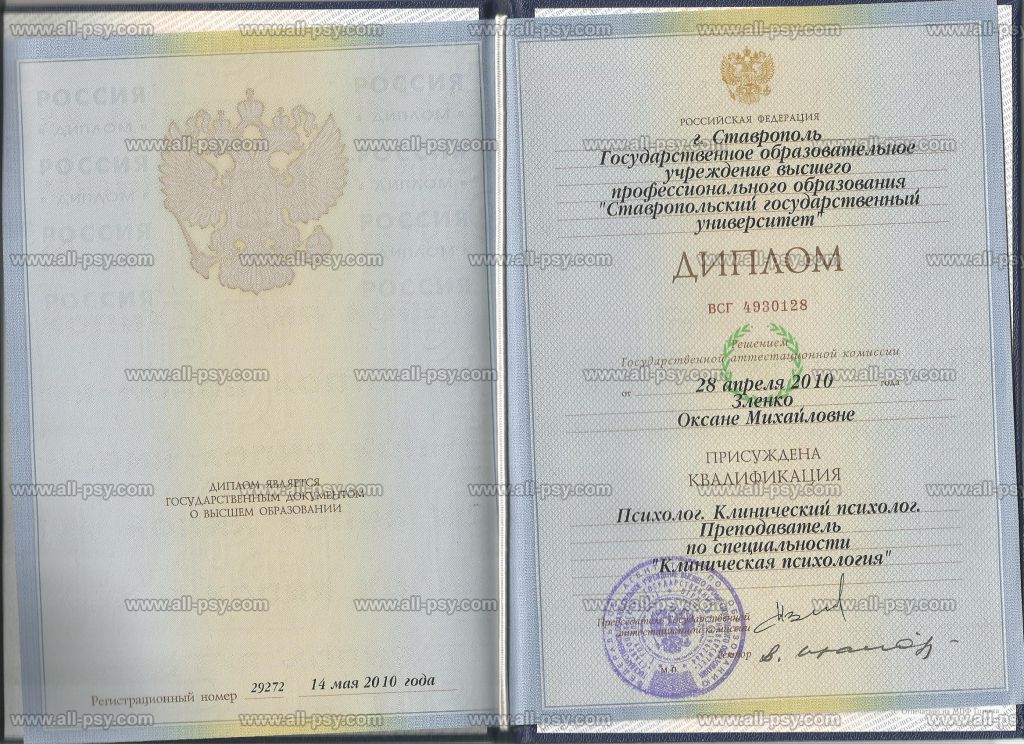 www.all-psy.com
РОССИЯ
ДИПЛОМ ЯВЛЯЕТСЯ
ГОСУДАРСТВЕННЫМ ДОКУМЕНТОМ
О ВЫСШЕМ ОБРАЗОВАНИИ
Регистрационный номер 29272 14 мая 2010 года
РОССИЙСКАЯ ФЕДЕРАЦИЯ
г. Ставрополь
Государственное образовательное
учреждение высшего
профессионального образования
"Ставропольский государственный
университет"
ДИПЛОМ
ВСГ 4930128
Решением
Государственной аттестационной комиссии
от 28 апреля 2010 года
Зленко
Оксане Михайловне
ПРИСУЖДЕНА
КВАЛИФИКАЦИЯ
Психолог. Клинический психолог.
Преподаватель
по специальности
"Клиническая психология"
Председатель Государственной
аттестационной комиссии
Ректор
М.П.